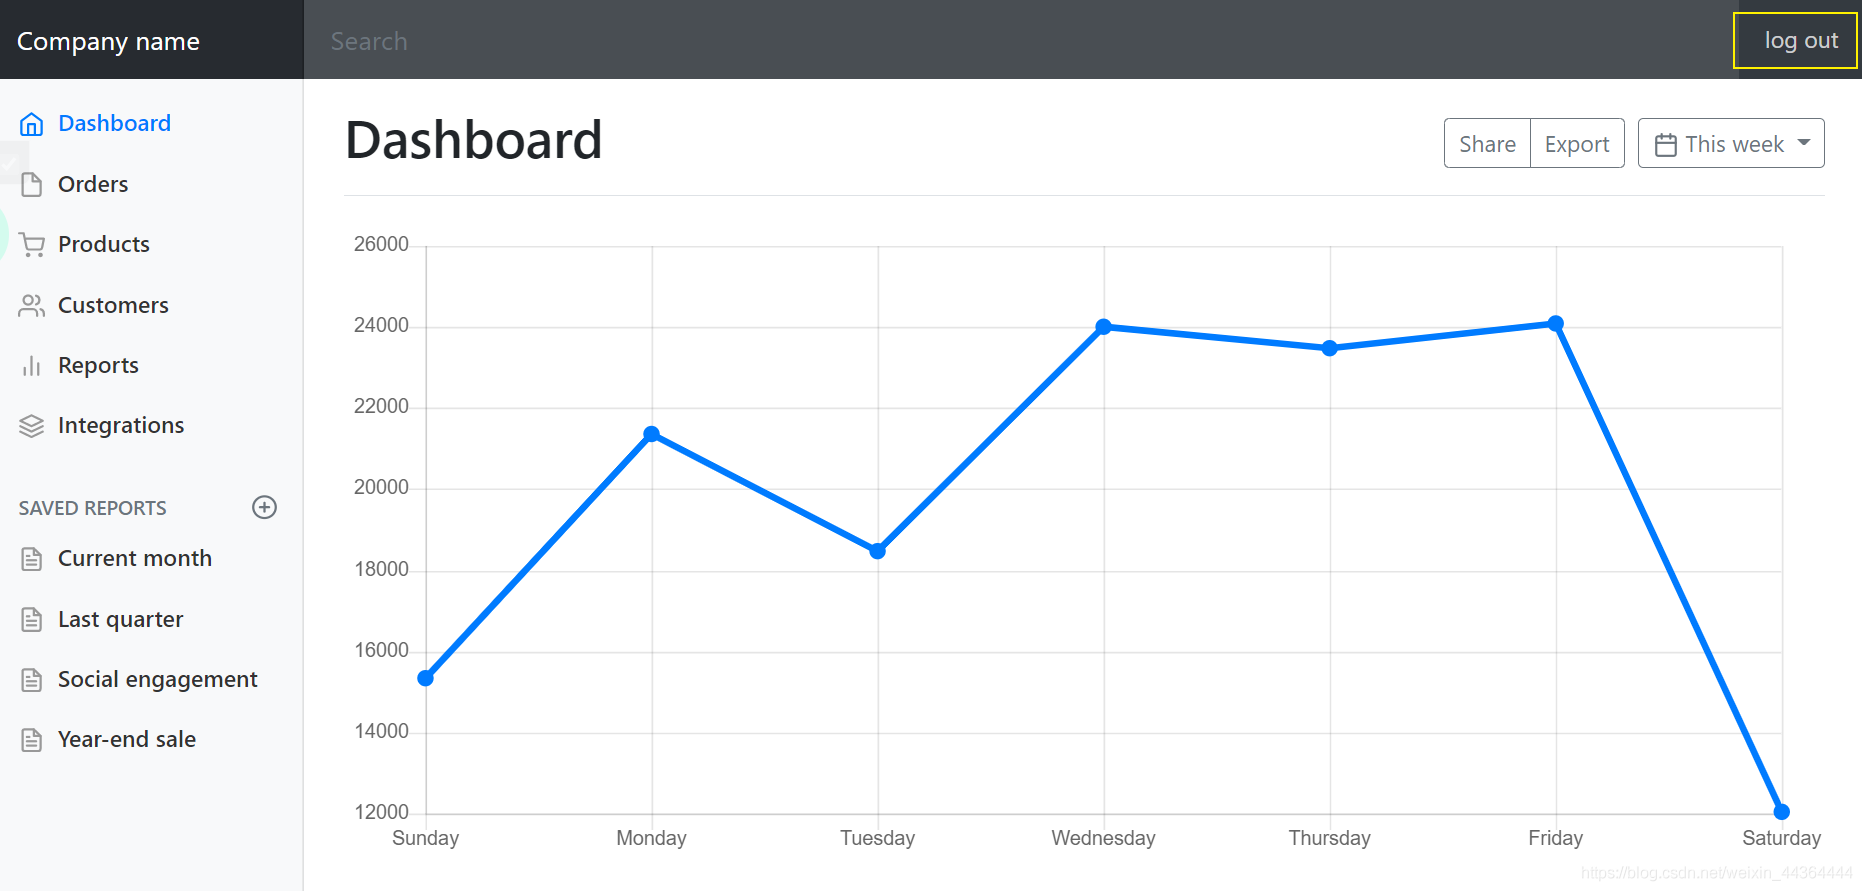 Company name
Search
log out
Dashboard
Orders
Products
Customers
Reports
Integrations
SAVED REPORTS
Current month
Last quarter
Social engagement
Year-end sale
Dashboard
Share
Export
This week
26000
24000
22000
20000
18000
16000
14000
12000
Sunday Monday Tuesday Wednesday Thursday Friday Saturday
https://blog.csdn.net/weixin_44364444